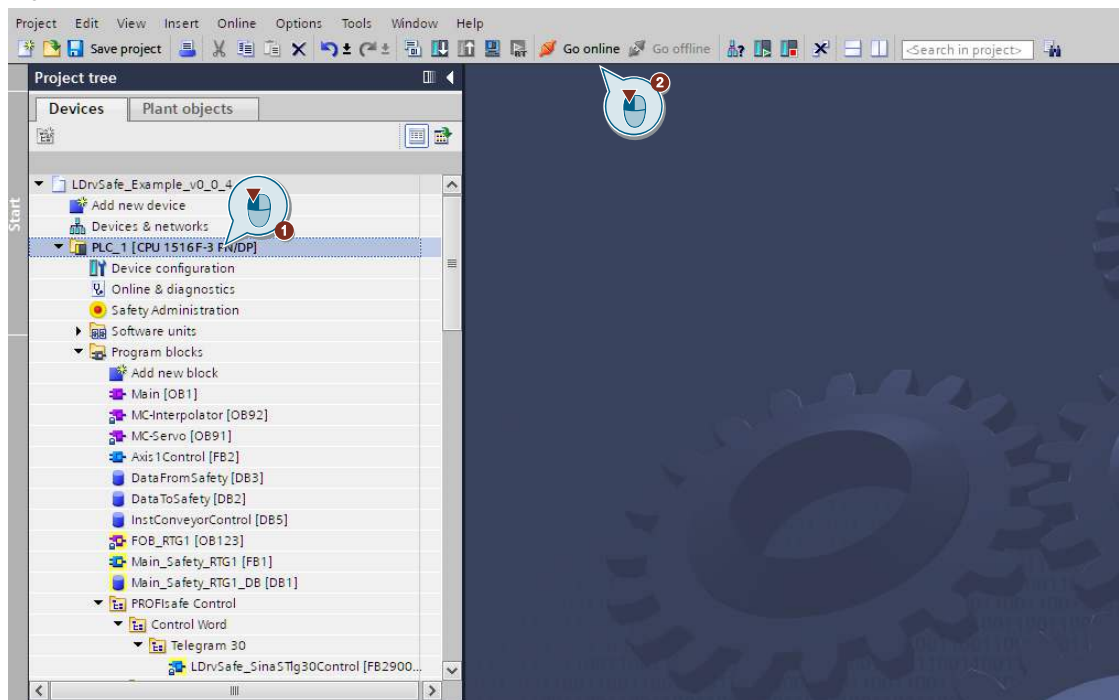 Project Edit View Insert Online Options Tools Window Help
Save project Go online Go offline <Search in project>
Project tree
2
Devices Plant objects
Start
LDrvSafe_Example_v0_0_4
Add new device
Devices & networks
1
PLC_1 [CPU 1516F-3 PN/DP]
Device configuration
Online & diagnostics
Safety Administration
Software units
Program blocks
Add new block
Main [OB1]
MC-Interpolator [OB92]
MC-Servo [OB91]
Axis1Control [FB2]
DataFromSafety [DB3]
DataToSafety [DB2]
InstConveyorControl [DB5]
FOB_RTG1 [OB123]
Main_Safety_RTG1 [FB1]
Main_Safety_RTG1_DB [DB1]
PROFIsafe Control
Control Word
Telegram 30
LDrvSafe_SinaSTlg30Control [FB2900...